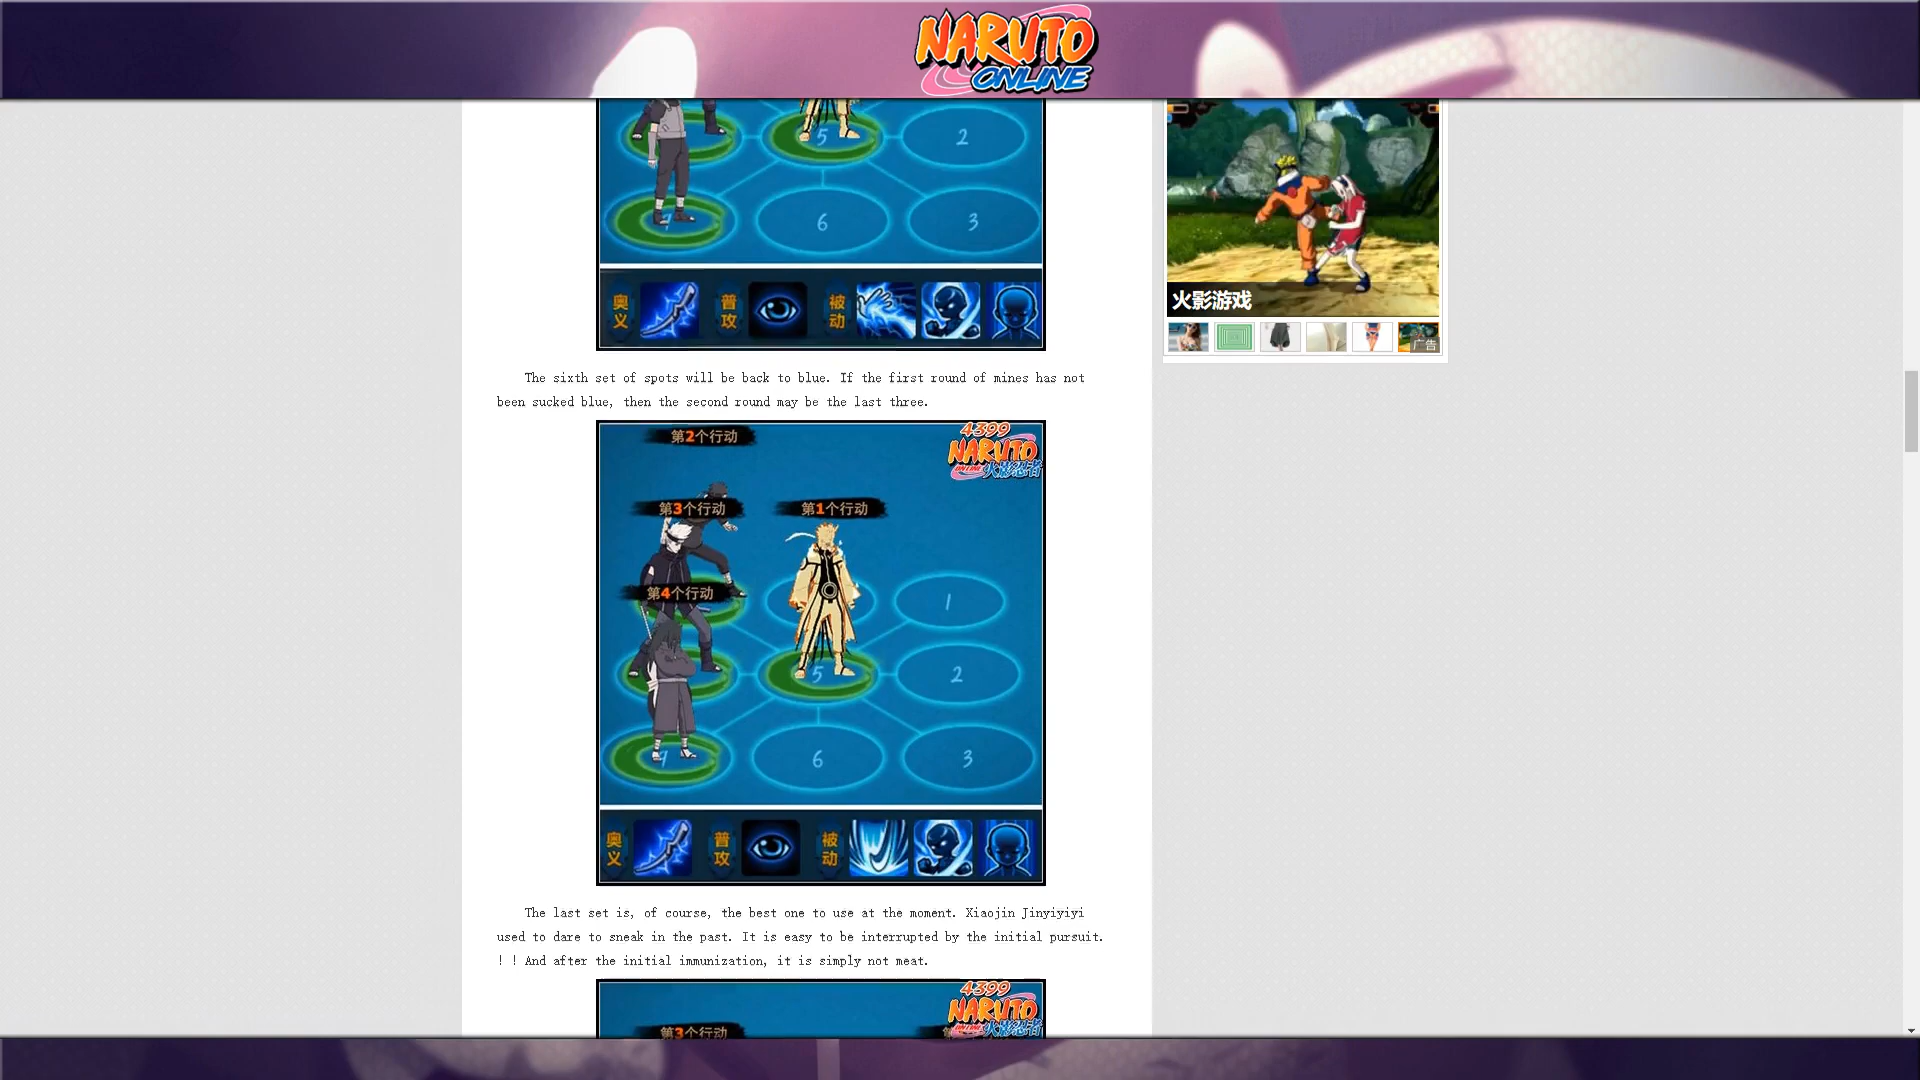 NARUTO
ONLINE
5
2
7
6
3
奥义
普攻
被动
火影游戏
广告
The sixth set of spots will be back to blue. If the first round of mines has not
been sucked blue, then the second round may be the last three.
第2个行动
4399
NARUTO
ONLINE 火影忍者
第3个行动
第1个行动
第4个行动
1
5
2
7
6
3
奥义
普攻
被动
The last set is, of course, the best one to use at the moment. Xiaojin Jinyiyiyi
used to dare to sneak in the past. It is easy to be interrupted by the initial pursuit.
! ! And after the initial immunization, it is simply not meat.
4399
NARUTO
ONLINE 火影忍者
第3个行动
第